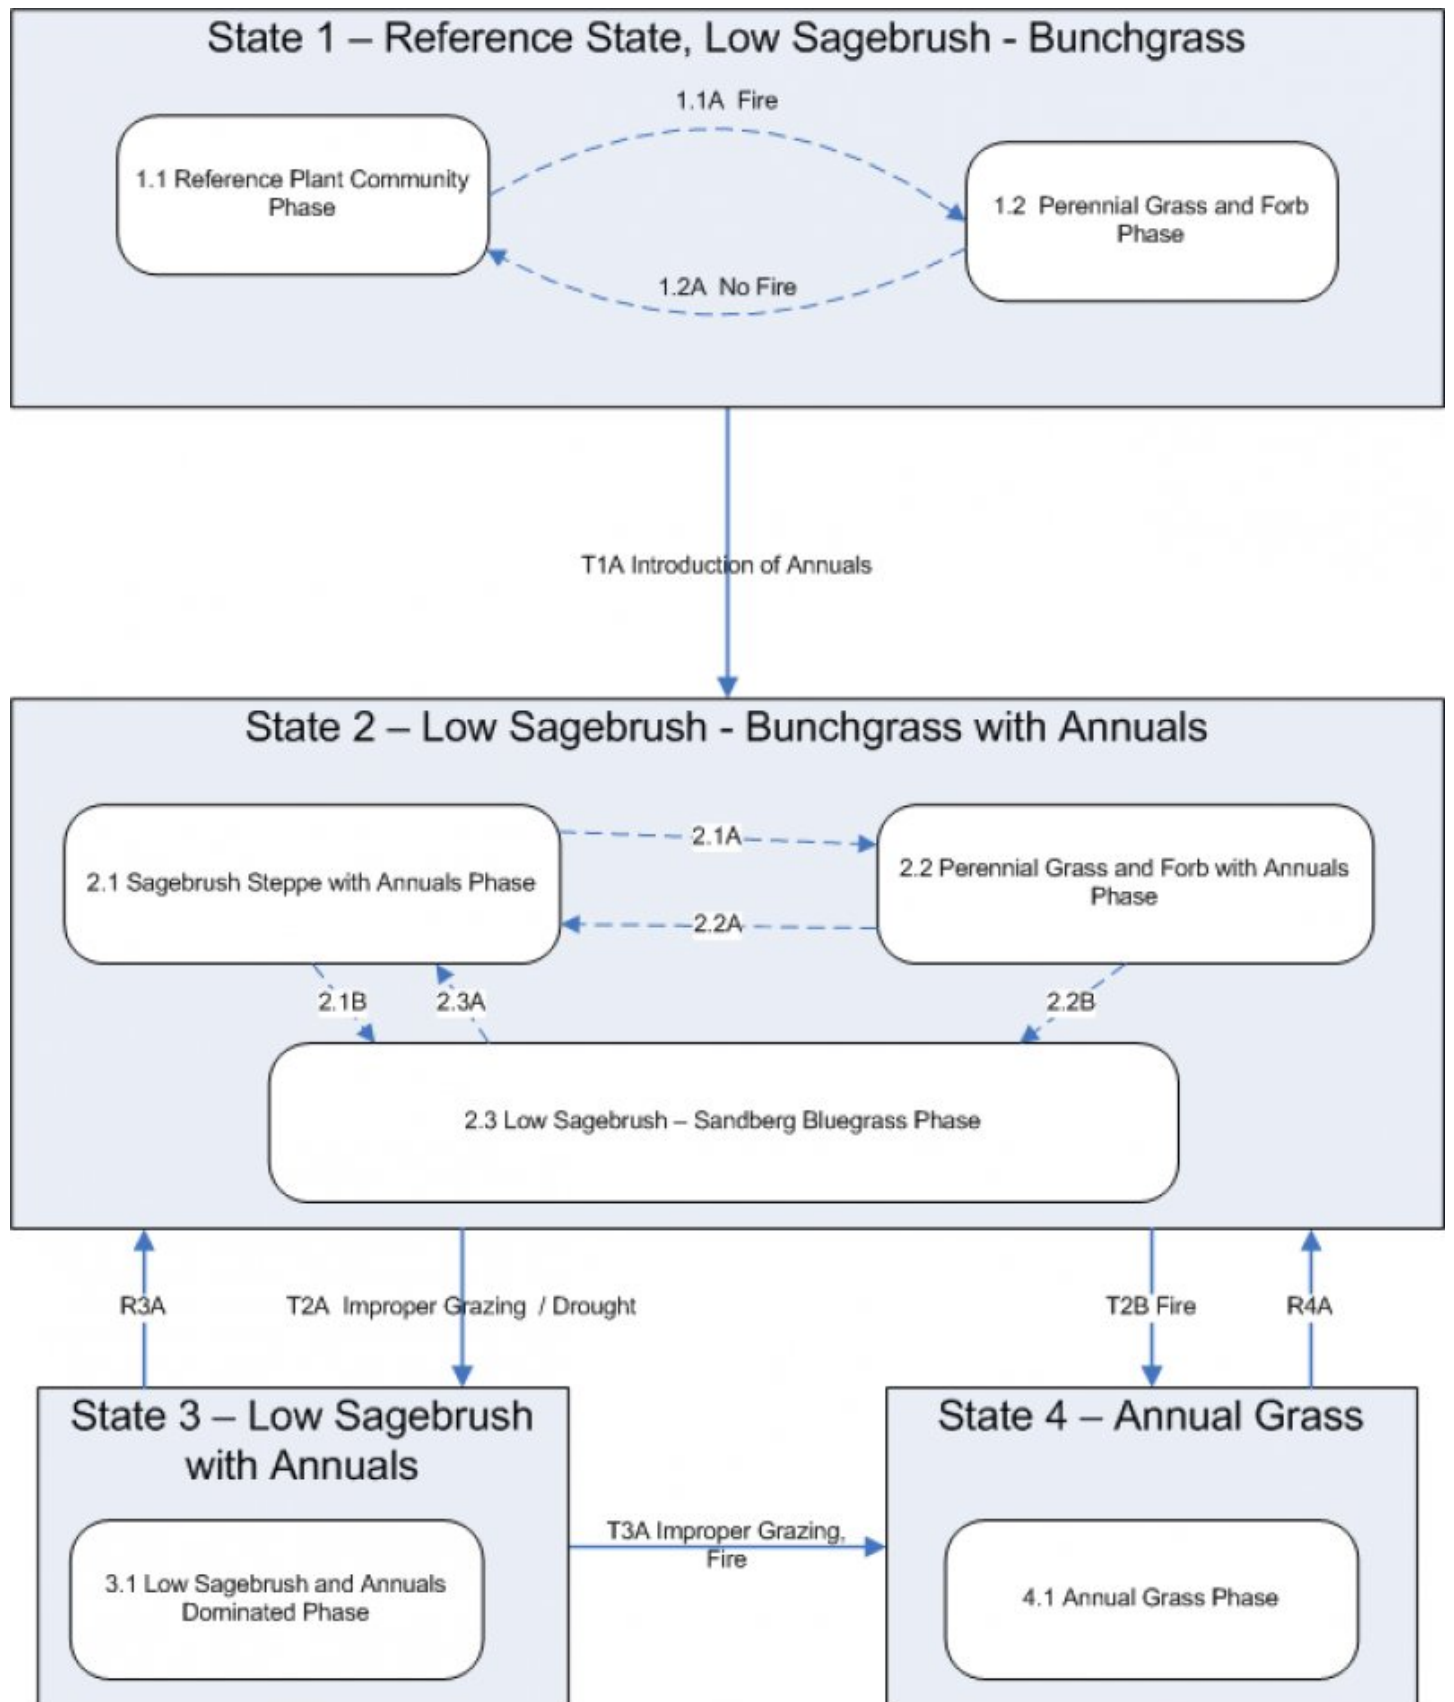 State 1 – Reference State, Low Sagebrush - Bunchgrass
1.1A Fire
1.1 Reference Plant Community
Phase
1.2 Perennial Grass and Forb
Phase
1.2A No Fire
T1A Introduction of Annuals
State 2 – Low Sagebrush - Bunchgrass with Annuals
2.1A
2.1 Sagebrush Steppe with Annuals Phase
2.2 Perennial Grass and Forb with Annuals
Phase
2.2A
2.1B
2.3A
2.2B
2.3 Low Sagebrush – Sandberg Bluegrass Phase
R3A
T2A Improper Grazing / Drought
T2B Fire
R4A
State 3 – Low Sagebrush
with Annuals
State 4 – Annual Grass
T3A Improper Grazing,
Fire
3.1 Low Sagebrush and Annuals
Dominated Phase
4.1 Annual Grass Phase